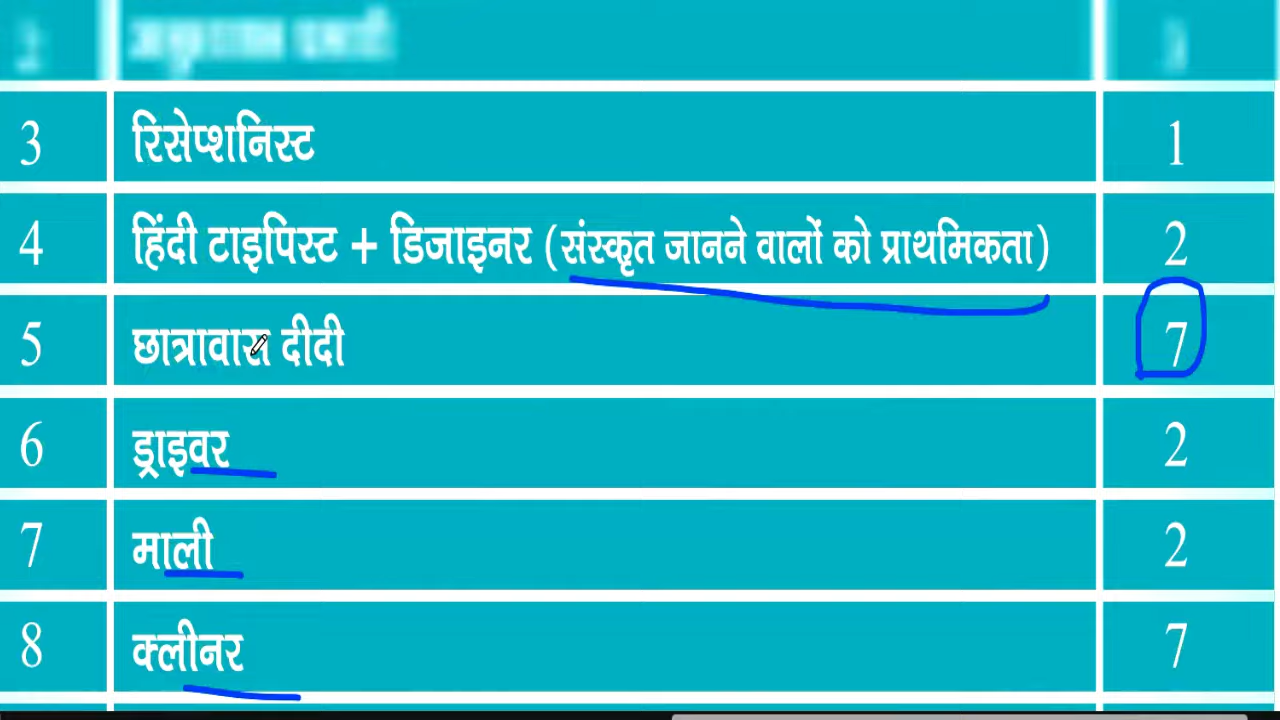 3 रिसेप्शनिस्ट 1
4 हिंदी टाइपिस्ट + डिजाइनर (संस्कृत जानने वालों को प्राथमिकता) 2
5 छात्रावास दीदी 7
6 ड्राइवर 2
7 माली 2
8 क्लीनर 7